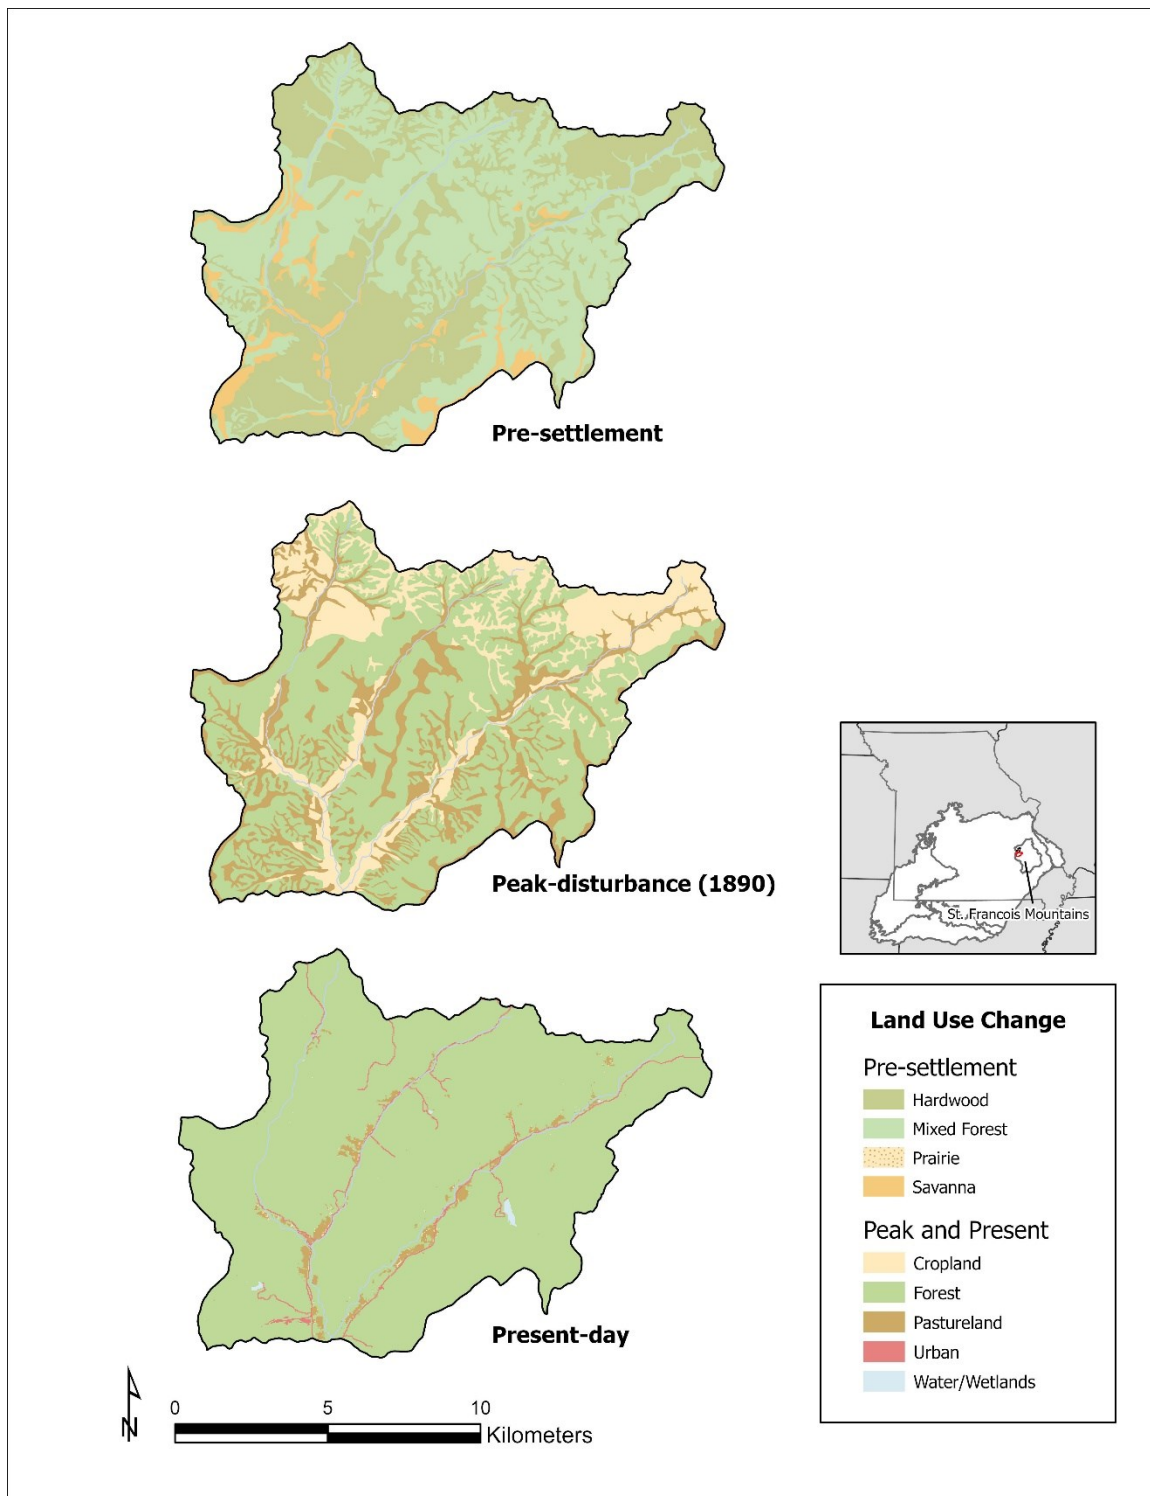 Pre-settlement
Peak-disturbance (1890)
St. Francois Mountains
Land Use Change
Pre-settlement
Hardwood
Mixed Forest
Prairie
Savanna
Peak and Present
Cropland
Forest
Pastureland
Urban
Water/Wetlands
Present-day
N
0 5 10
Kilometers